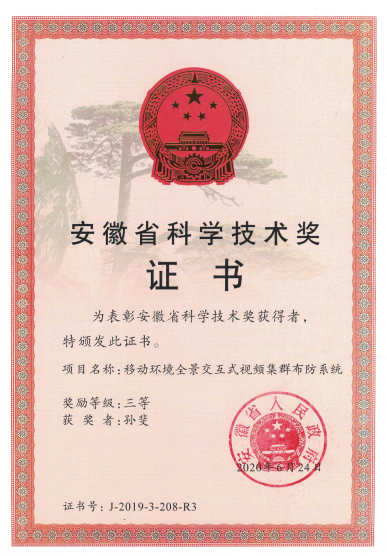 安徽省科学技术奖
证书
为表彰安徽省科学技术奖获得者，
特颁发此证书。
项目名称：移动环境全景交互式视频集群布防系统
奖励等级：三等
获奖者：孙斐
安徽省人民政府
2020年6月24日
证书号：J-2019-3-208-R3